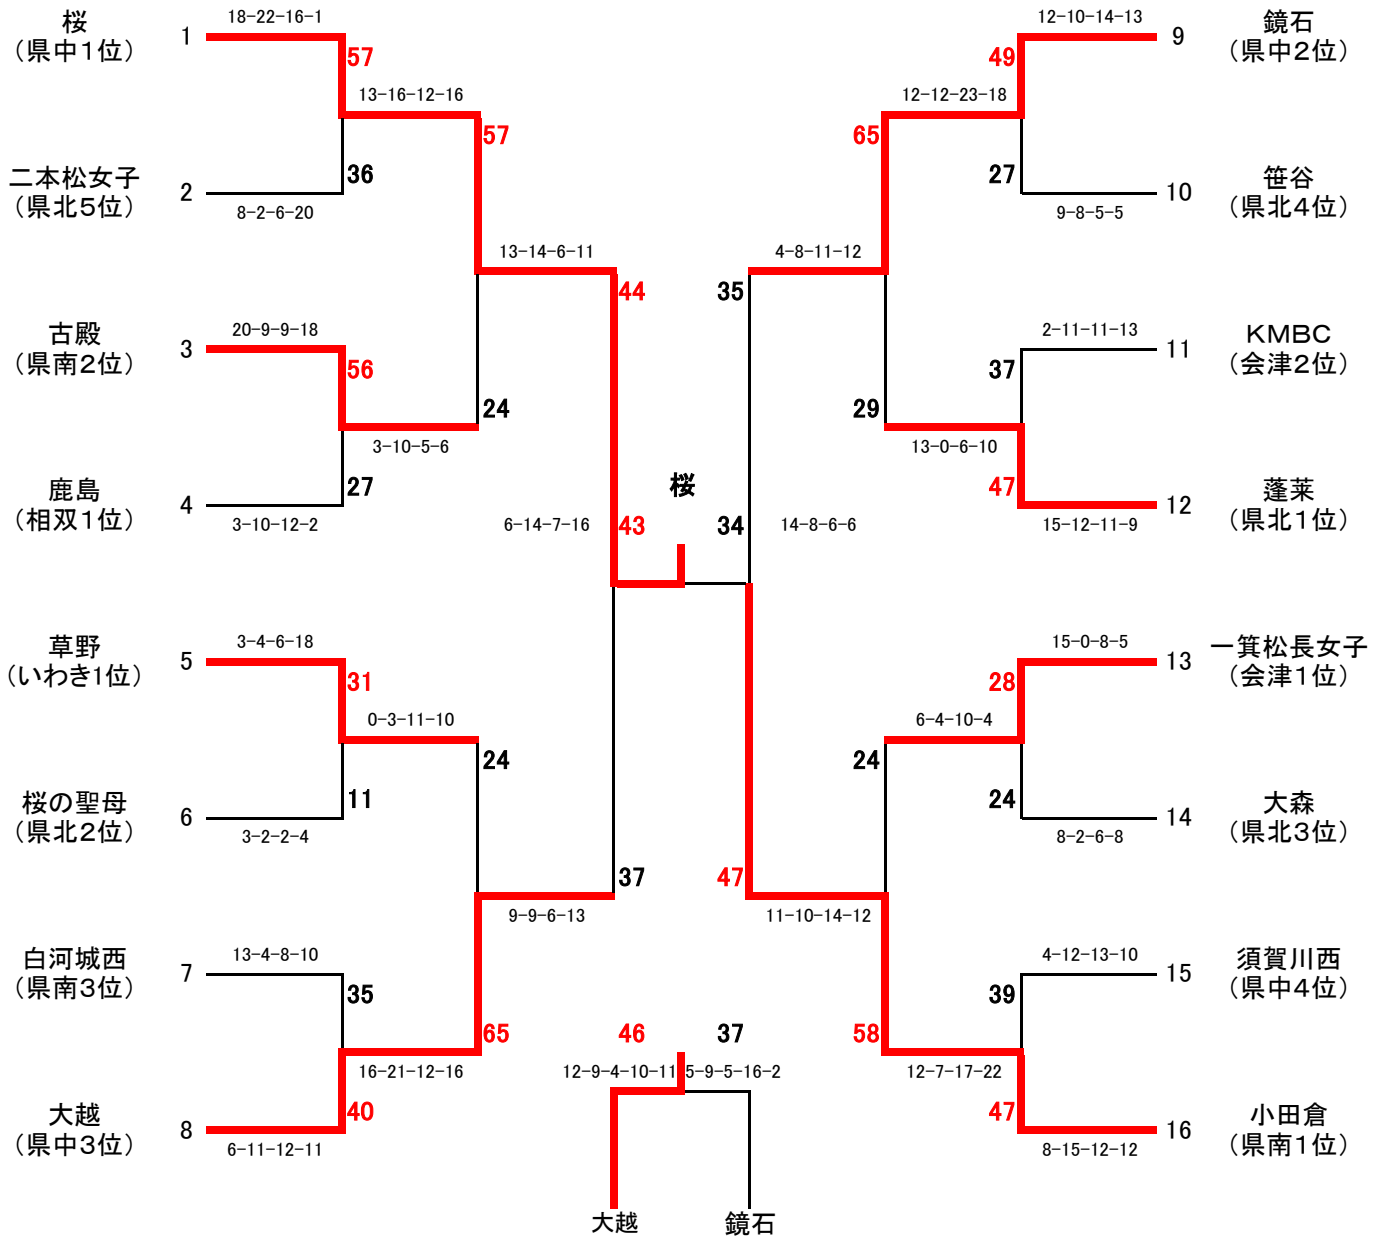 桜
（県中１位）
1
18-22-16-1
57
13-16-12-16
57
二本松女子
（県北５位）
2
36
8-2-6-20
13-14-6-11
44
古殿
（県南２位）
3
20-9-9-18
56
24
3-10-5-6
鹿島
（相双１位）
4
27
3-10-12-2
6-14-7-16
43
草野
（いわき1位）
5
3-4-6-18
31
0-3-11-10
24
桜の聖母
（県北２位）
6
11
3-2-2-4
37
9-9-6-13
白河城西
（県南３位）
7
13-4-8-10
35
65
16-21-12-16
大越
（県中３位）
8
40
6-11-12-11
桜
46
37
12-9-4-10-11
5-9-5-16-2
大越
鏡石
12-10-14-13
9
鏡石
（県中２位）
49
12-12-23-18
65
27
10
笹谷
（県北４位）
9-8-5-5
4-8-11-12
35
2-11-11-13
11
ＫＭＢＣ
（会津２位）
37
29
13-0-6-10
47
12
蓬莱
（県北１位）
15-12-11-9
34
14-8-6-6
15-0-8-5
13
一箕松長女子
（会津１位）
28
6-4-10-4
24
24
14
大森
（県北３位）
8-2-6-8
47
11-10-14-12
4-12-13-10
15
須賀川西
（県中４位）
39
58
12-7-17-22
47
16
小田倉
（県南１位）
8-15-12-12